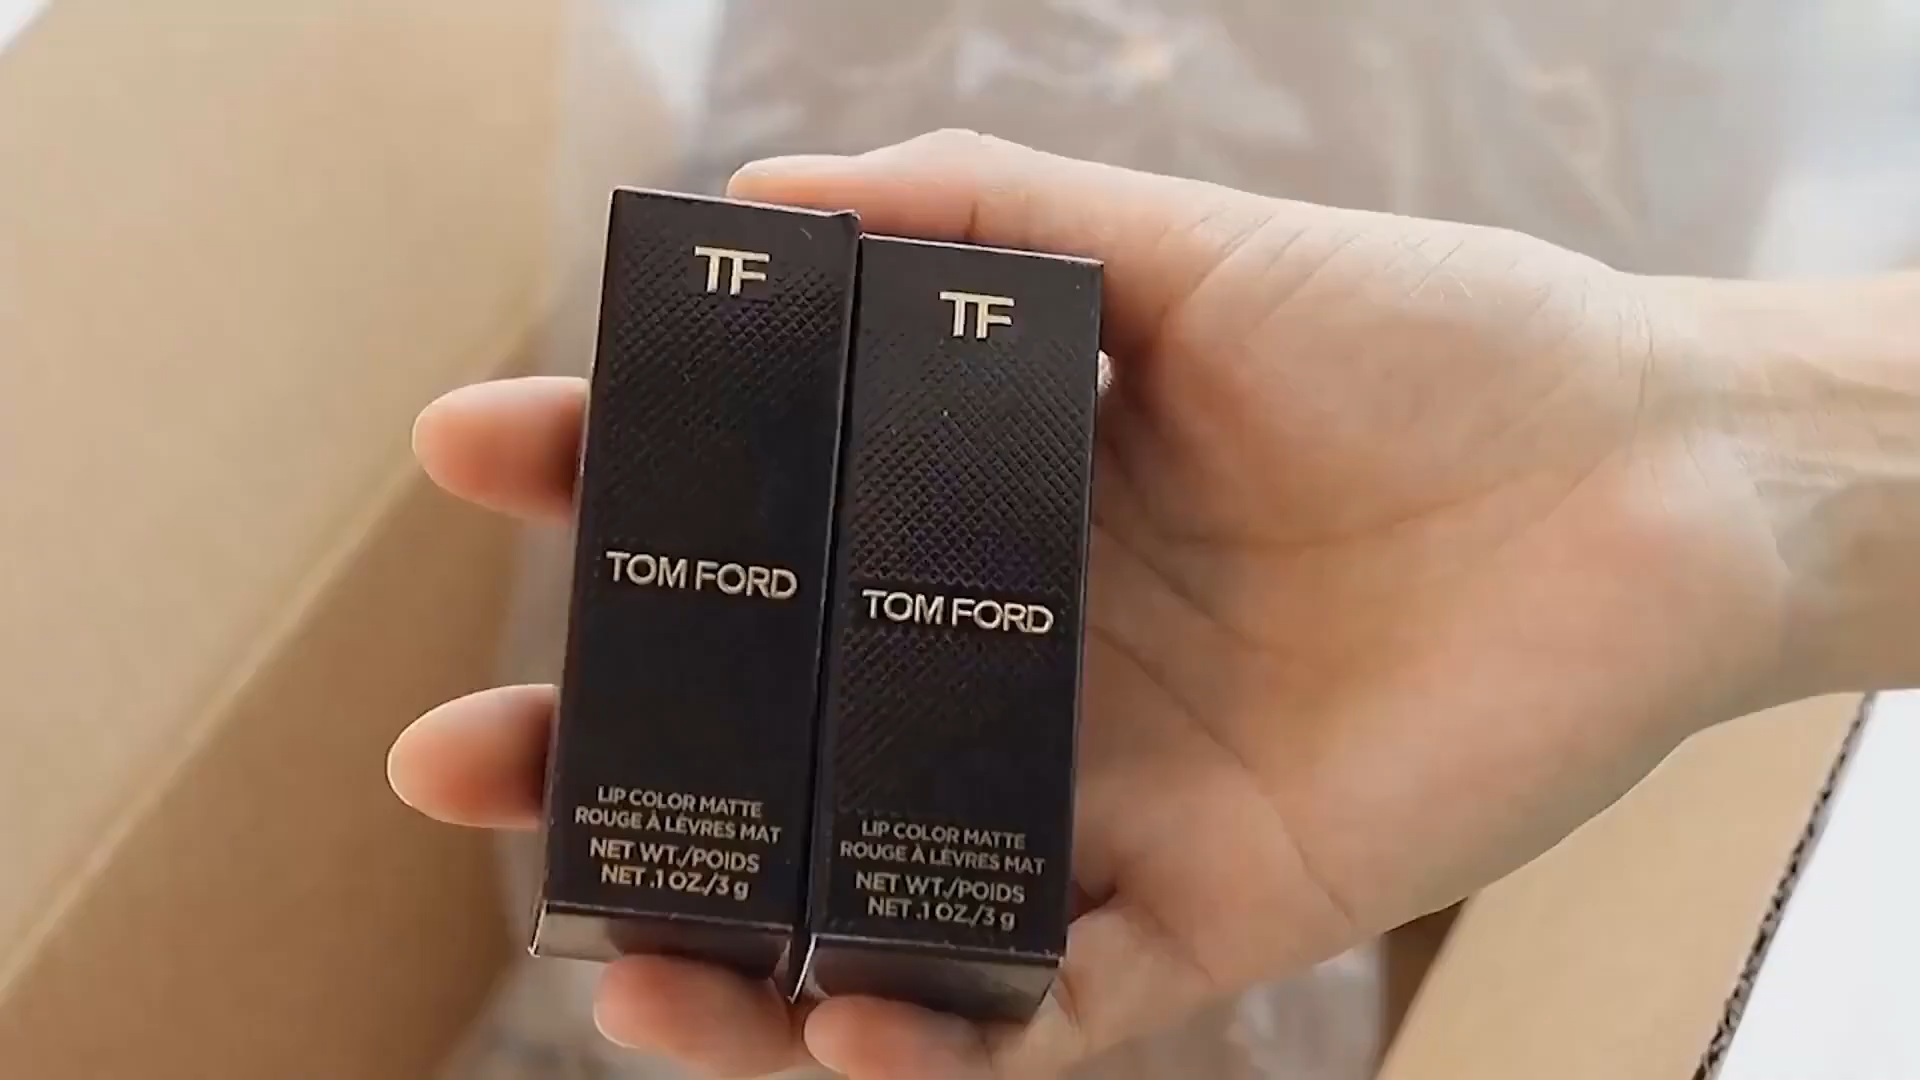 TF
TOM FORD
LIP COLOR MATTE
ROUGE À LÈVRES MAT
NET WT./POIDS
NET .1 OZ./3 g
TF
TOM FORD
LIP COLOR MATTE
ROUGE À LÈVRES MAT
NET WT./POIDS
NET .1 OZ./3 g